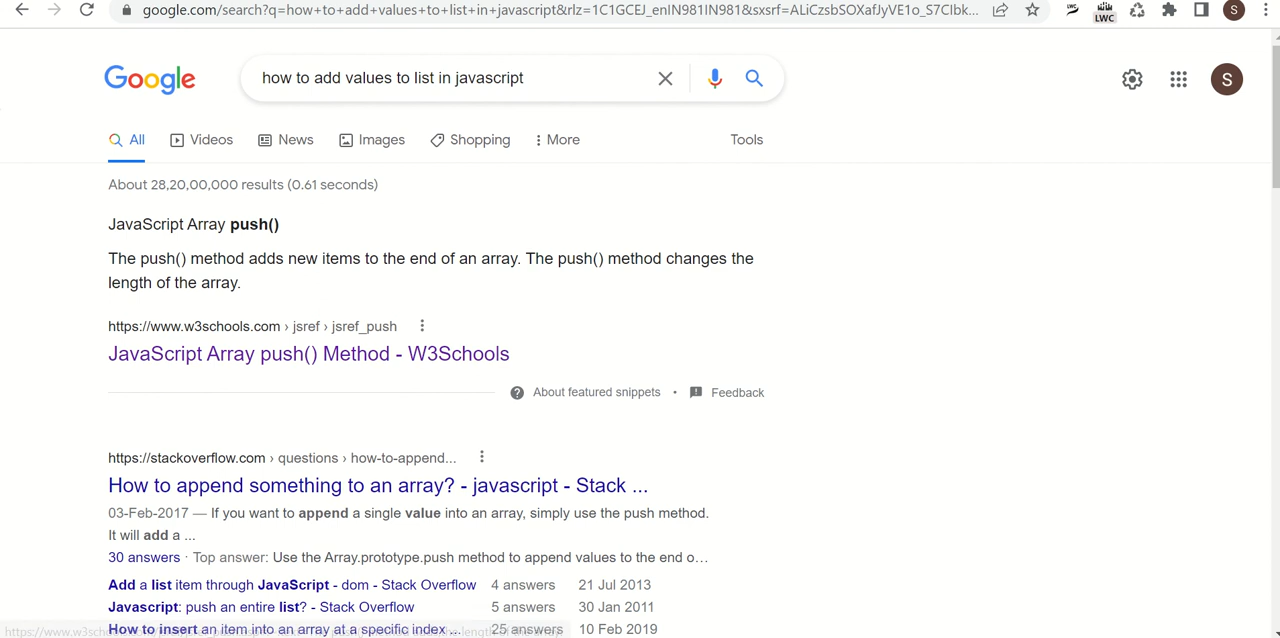 google.com/search?q=how+to+add+values+to+list+in+javascript&rlz=1C1GCEJ_enIN981IN981&sxsrf=ALiCzsbSOXafJyVE1o_S7CIbk...
LWC
S
Google
how to add values to list in javascript
S
All
Videos
News
Images
Shopping
More
Tools
About 28,20,00,000 results (0.61 seconds)
JavaScript Array push()
The push() method adds new items to the end of an array. The push() method changes the
length of the array.
https://www.w3schools.com › jsref › jsref_push
JavaScript Array push() Method - W3Schools
About featured snippets • Feedback
https://stackoverflow.com › questions › how-to-append...
How to append something to an array? - javascript - Stack ...
03-Feb-2017 — If you want to append a single value into an array, simply use the push method.
It will add a ...
30 answers · Top answer: Use the Array.prototype.push method to append values to the end o…
Add a list item through JavaScript - dom - Stack Overflow 4 answers 21 Jul 2013
Javascript: push an entire list? - Stack Overflow 5 answers 30 Jan 2011
How to insert an item into an array at a specific index ... 25 answers 10 Feb 2019